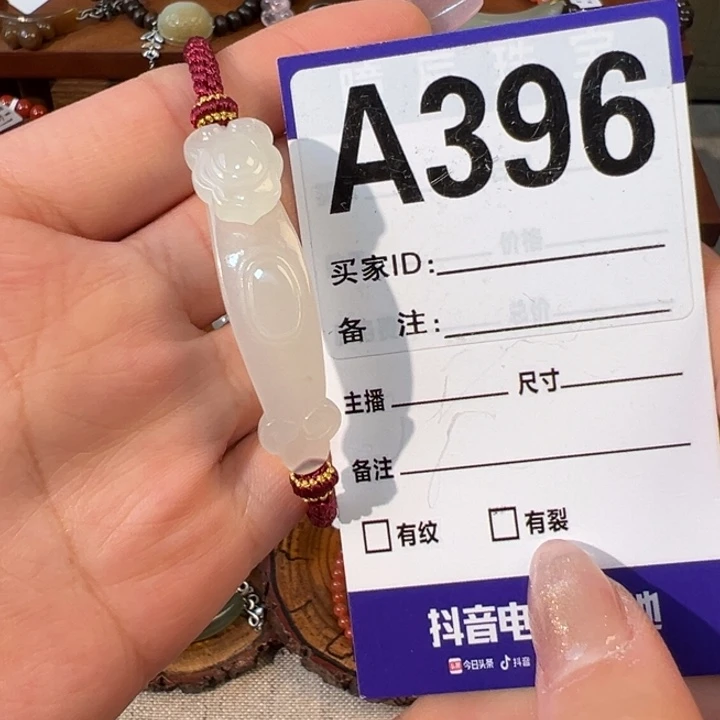 A396
买家ID:
备 注:
主播 尺寸
备注
有纹 有裂
抖音电
今日头条 抖音